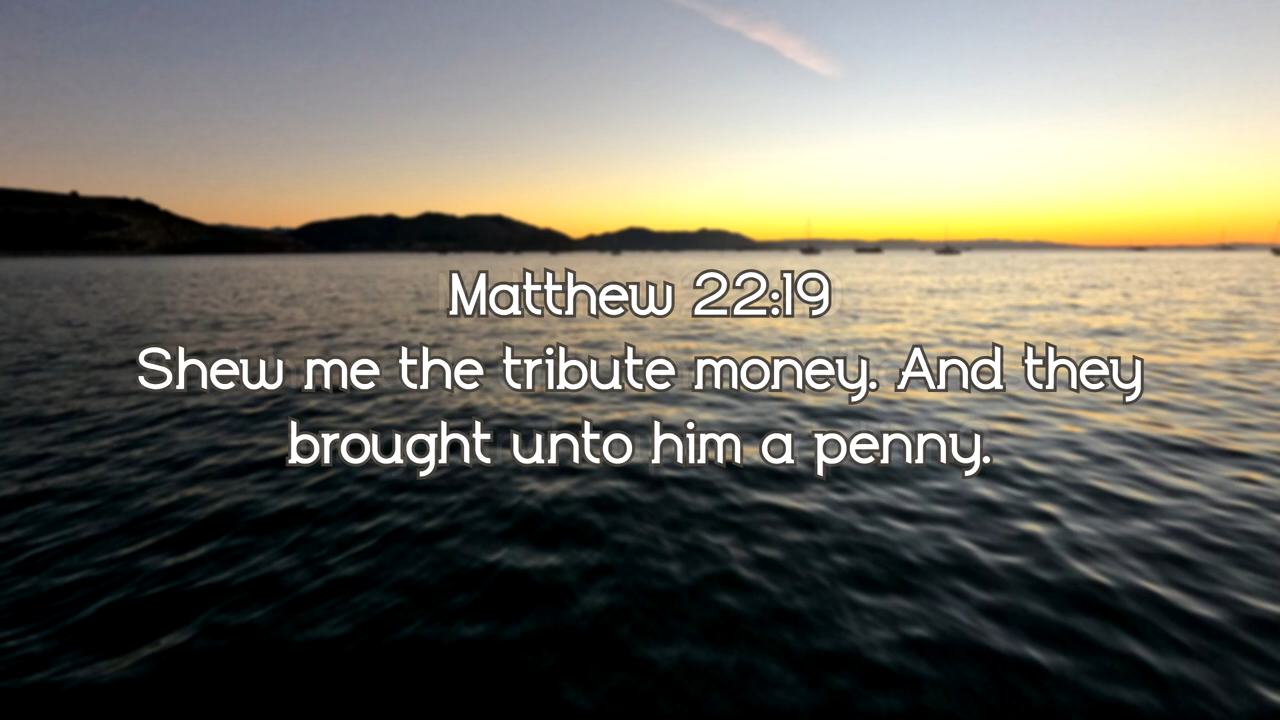 Matthew 22:19
Shew me the tribute money. And they
brought unto him a penny.